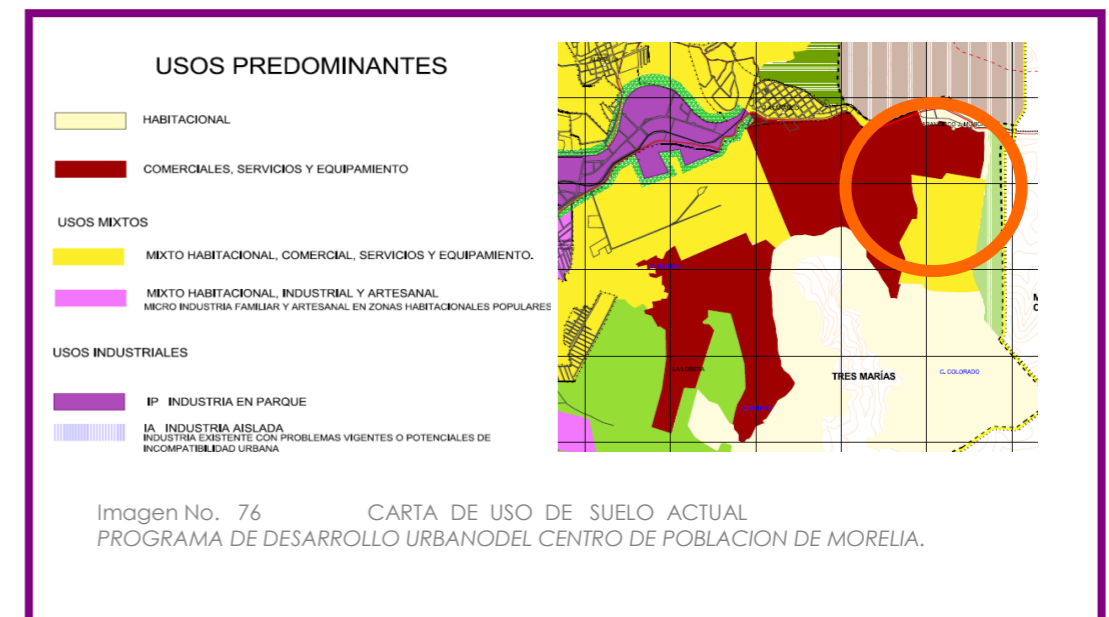 USOS PREDOMINANTES
HABITACIONAL
COMERCIALES, SERVICIOS Y EQUIPAMIENTO
USOS MIXTOS
MIXTO HABITACIONAL, COMERCIAL, SERVICIOS Y EQUIPAMIENTO.
MIXTO HABITACIONAL, INDUSTRIAL Y ARTESANAL
MICRO INDUSTRIA FAMILIAR Y ARTESANAL EN ZONAS HABITACIONALES POPULARES
USOS INDUSTRIALES
IP INDUSTRIA EN PARQUE
IA INDUSTRIA AISLADA
INDUSTRIA EXISTENTE CON PROBLEMAS VIGENTES O POTENCIALES DE
INCOMPATIBILIDAD URBANA
TRES MARÍAS
C. COLORADO
Imagen No. 76 CARTA DE USO DE SUELO ACTUAL
PROGRAMA DE DESARROLLO URBANODEL CENTRO DE POBLACION DE MORELIA.